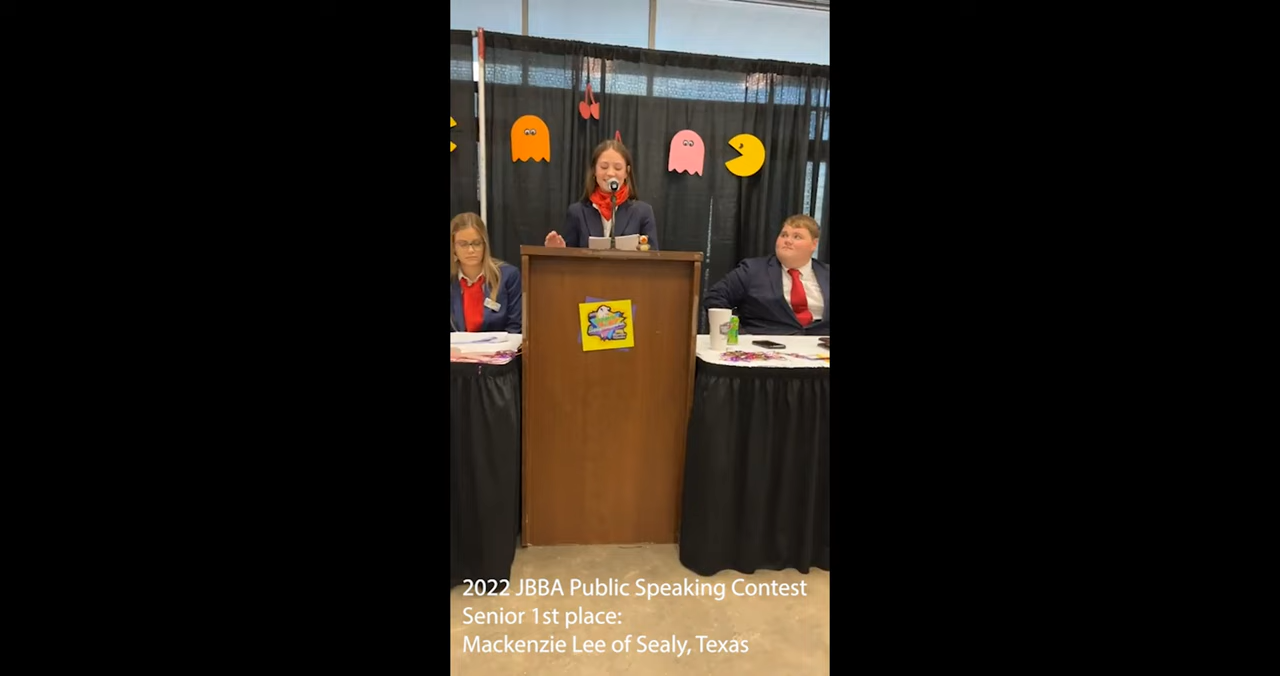 2022 JBBA Public Speaking Contest
Senior 1st place:
Mackenzie Lee of Sealy, Texas